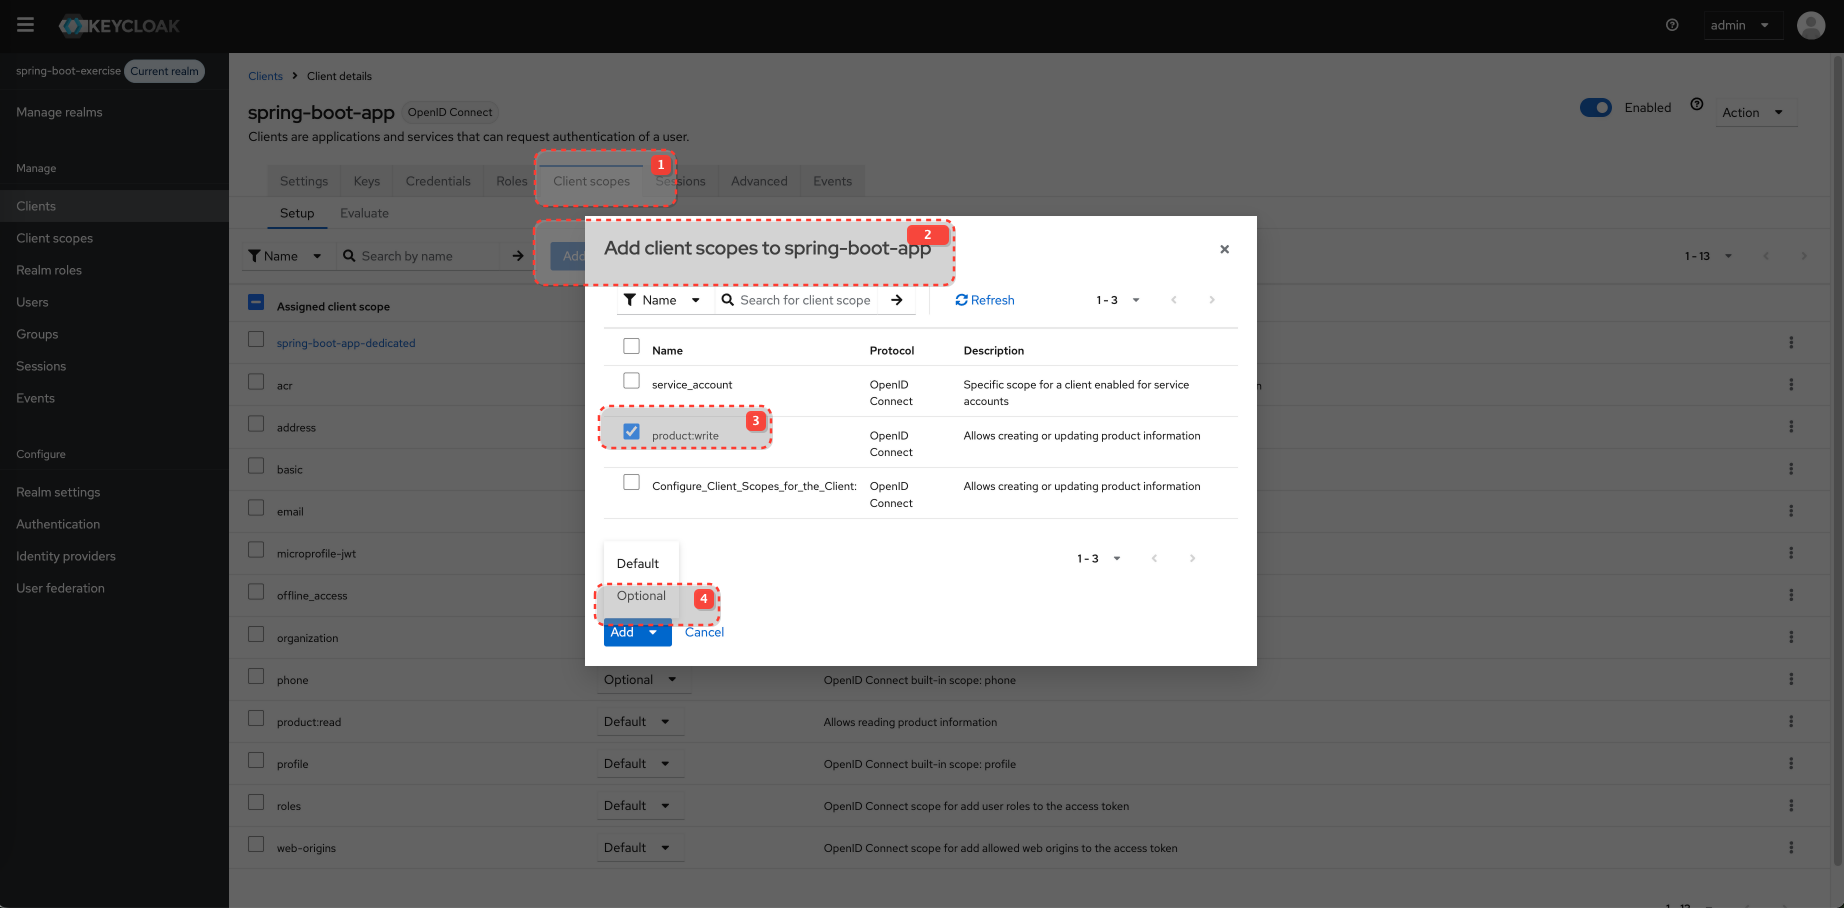 KEYCLOAK
admin
spring-boot-exercise Current realm
Manage realms
Manage
Clients
Client scopes
Realm roles
Users
Groups
Sessions
Events
Configure
Realm settings
Authentication
Identity providers
User federation
Clients > Client details
spring-boot-app OpenID Connect
Enabled
Action
Clients are applications and services that can request authentication of a user.
1
Settings Keys Credentials Roles Client scopes Sessions Advanced Events
Setup Evaluate
Name Search by name Add
1 - 13
Assigned client scope
spring-boot-app-dedicated
acr
address
basic
email
microprofile-jwt
offline_access
organization
phone Optional OpenID Connect built-in scope: phone
product:read Default Allows reading product information
profile Default OpenID Connect built-in scope: profile
roles Default OpenID Connect scope for add user roles to the access token
web-origins Default OpenID Connect scope for add allowed web origins to the access token
2
Add client scopes to spring-boot-app
Name Search for client scope Refresh 1 - 3
Name Protocol Description
service_account OpenID Connect Specific scope for a client enabled for service accounts
3
product:write OpenID Connect Allows creating or updating product information
Configure_Client_Scopes_for_the_Client: OpenID Connect Allows creating or updating product information
1 - 3
Default
Optional
4
Add Cancel